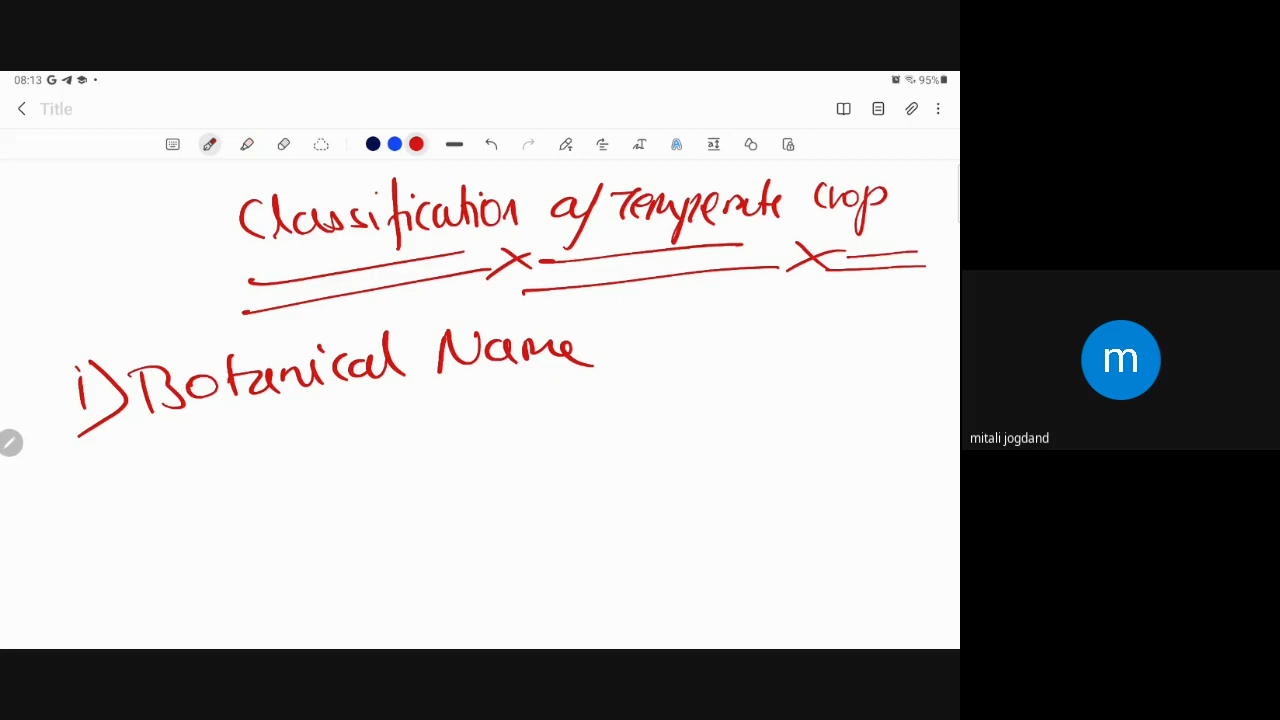 08:13 G
95%
Title
Classification of Temperate crop
i) Botanical Name
m
mitali jogdand